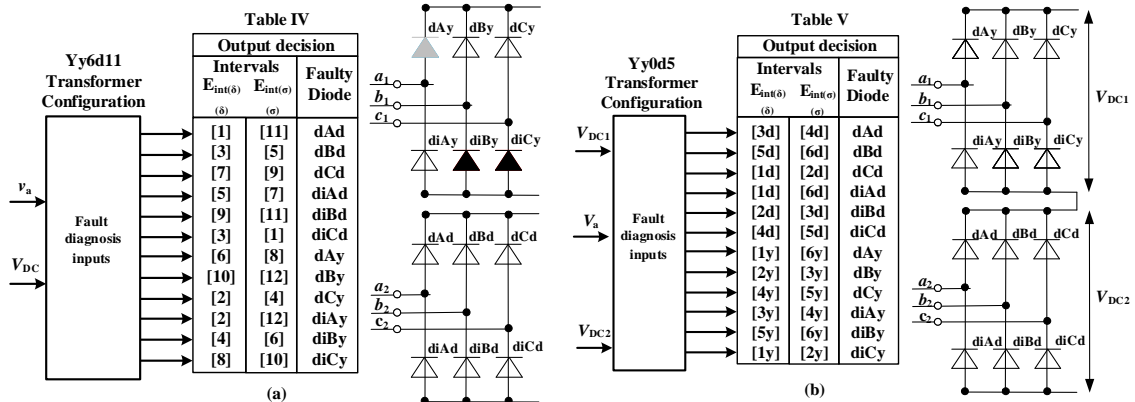 Table IV
Yy6d11
Transformer
Configuration
Output decision
Intervals Faulty Diode
Eint(δ) Eint(σ)
(δ) (σ)
[1] [11] dAd
[3] [5] dBd
[7] [9] dCd
[5] [7] diAd
[9] [11] diBd
[3] [1] diCd
[6] [8] dAy
[10] [12] dBy
[2] [4] dCy
[2] [12] diAy
[4] [6] diBy
[8] [10] diCy
va
VDC
Fault
diagnosis
inputs
dAy dBy dCy
a1
b1
c1
diAy diBy diCy
dAd dBd dCd
a2
b2
c2
diAd diBd diCd
(a)
Table V
Yy0d5
Transformer
Configuration
Output decision
Intervals Faulty Diode
Eint(δ) Eint(σ)
(δ) (σ)
[3d] [4d] dAd
[5d] [6d] dBd
[1d] [2d] dCd
[1d] [6d] diAd
[2d] [3d] diBd
[4d] [5d] diCd
[1y] [6y] dAy
[2y] [3y] dBy
[4y] [5y] dCy
[3y] [4y] diAy
[5y] [6y] diBy
[1y] [2y] diCy
VDC1
Va
VDC2
Fault
diagnosis
inputs
dAy dBy dCy
a1
b1
c1
diAy diBy diCy
VDC1
dAd dBd dCd
a2
b2
c2
diAd diBd diCd
VDC2
(b)